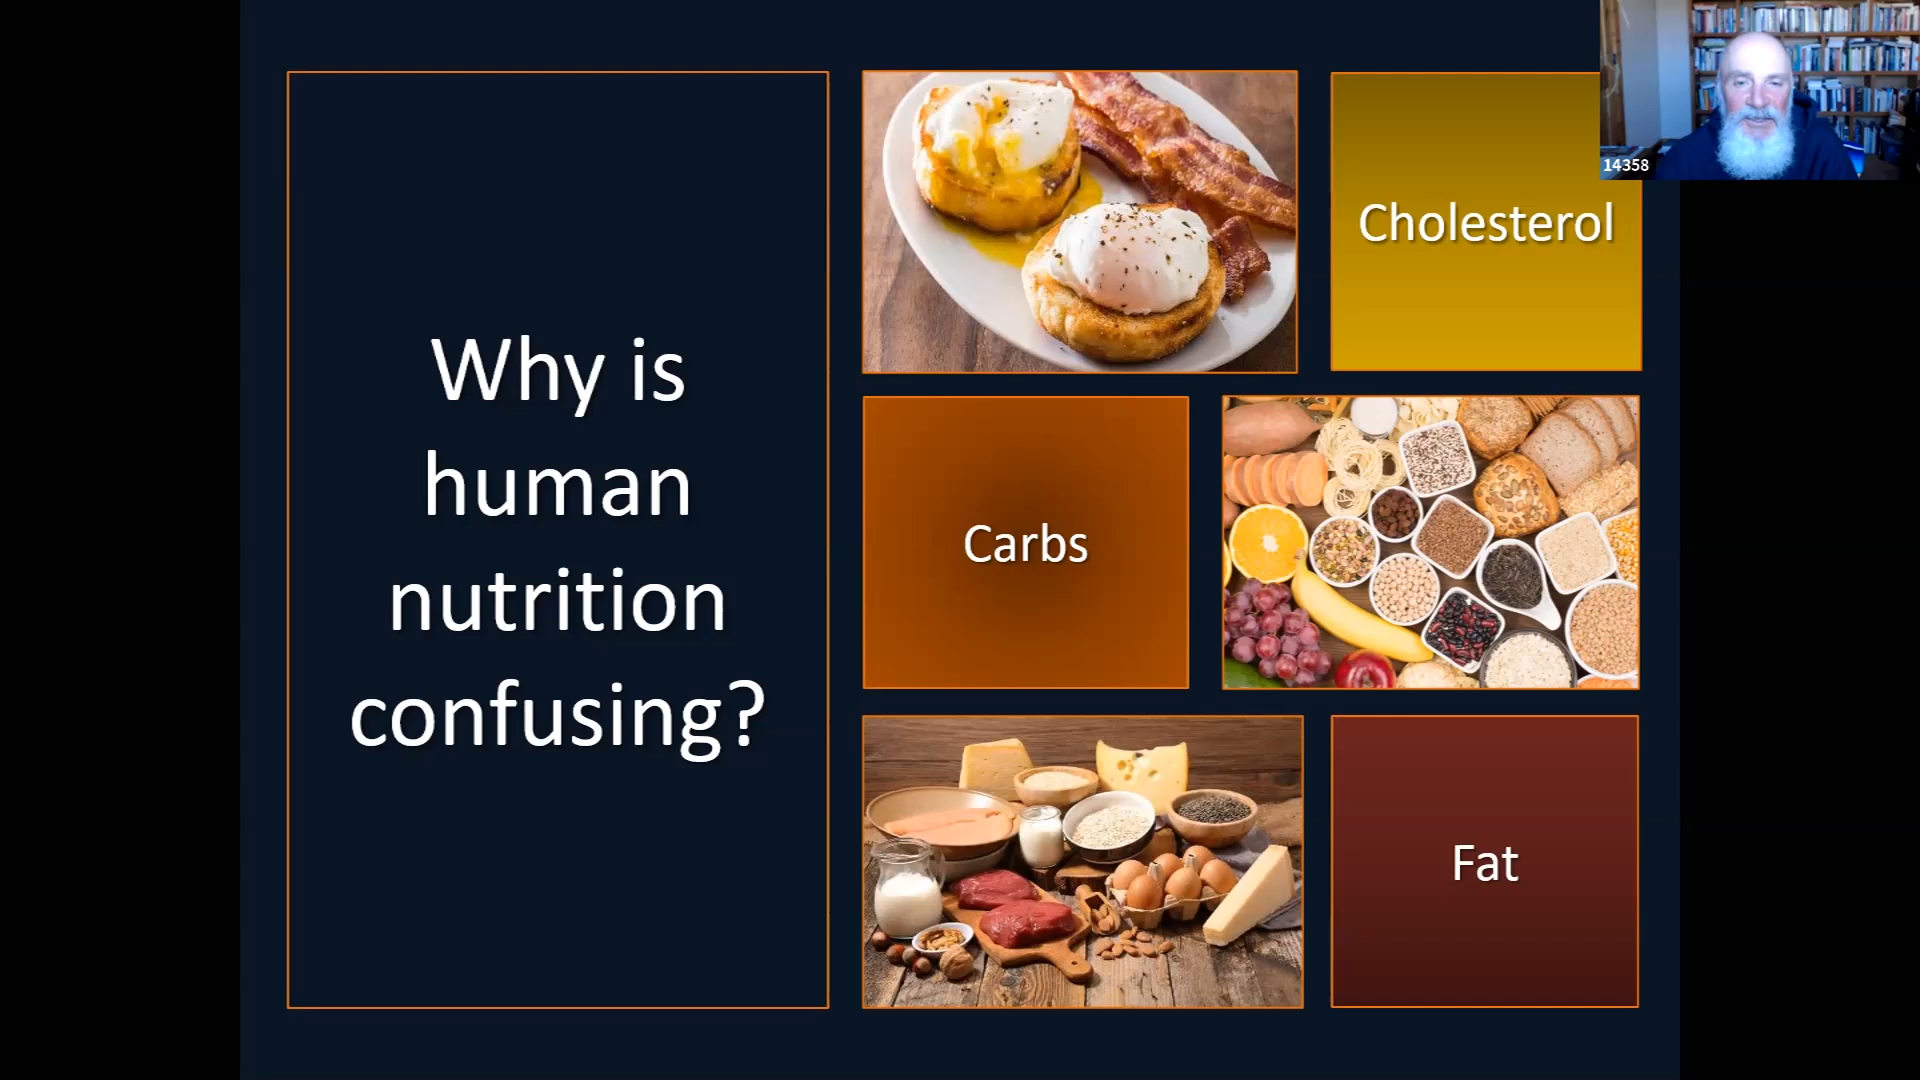 Why is
human
nutrition
confusing?
14358
Cholesterol
Carbs
Fat